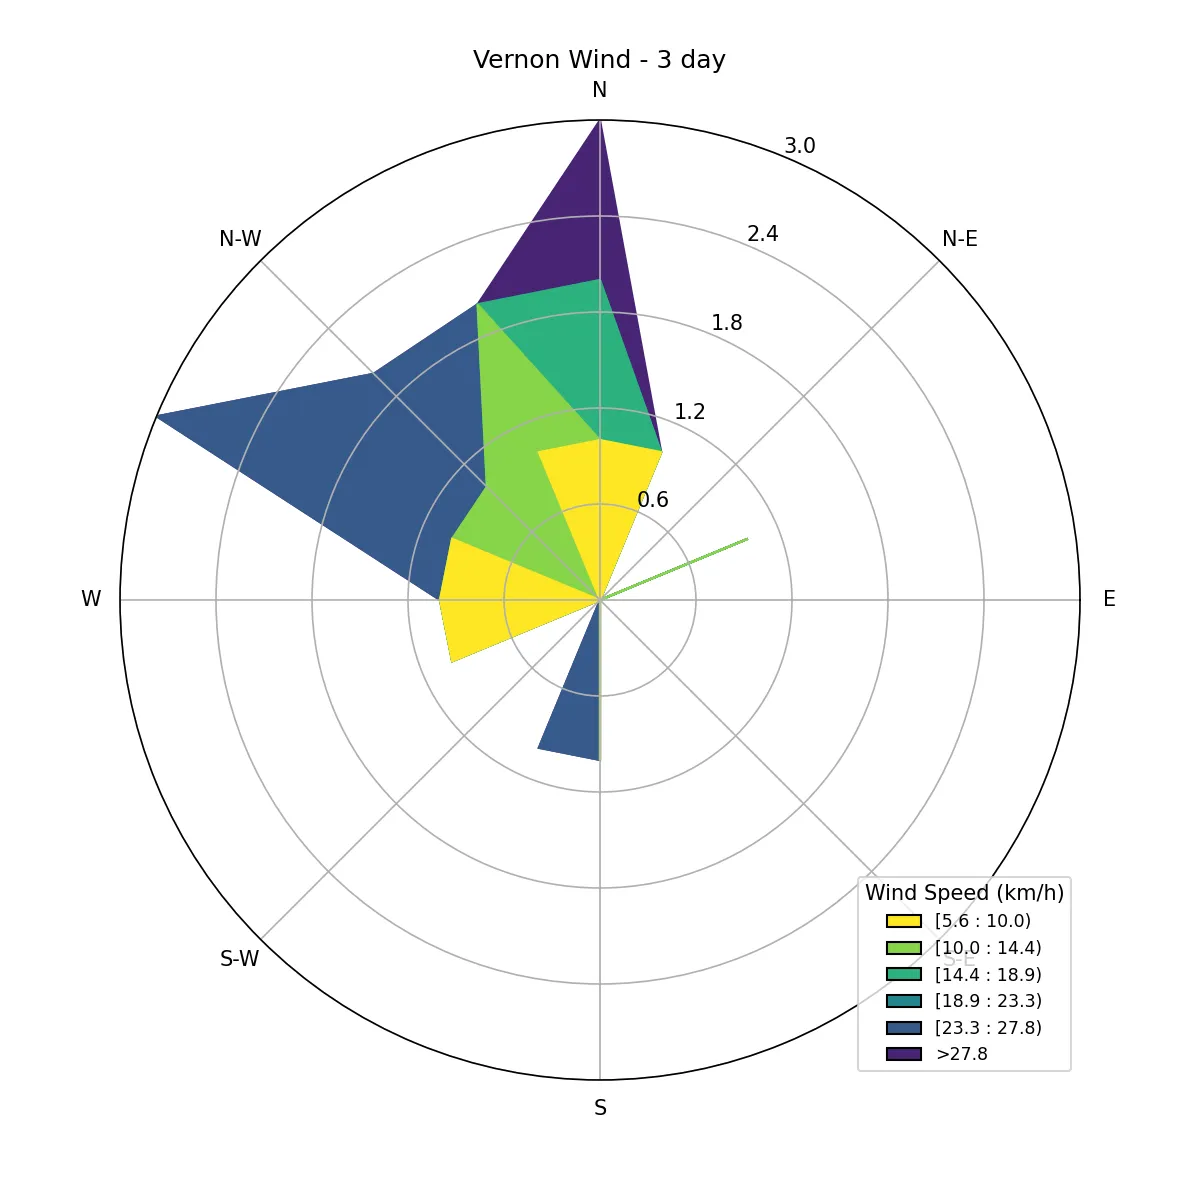 Vernon Wind - 3 day
N
3.0
N-W
2.4
N-E
1.8
1.2
0.6
W
E
S-W
S-E
S
Wind Speed (km/h)
[5.6 : 10.0)
[10.0 : 14.4)
[14.4 : 18.9)
[18.9 : 23.3)
[23.3 : 27.8)
>27.8